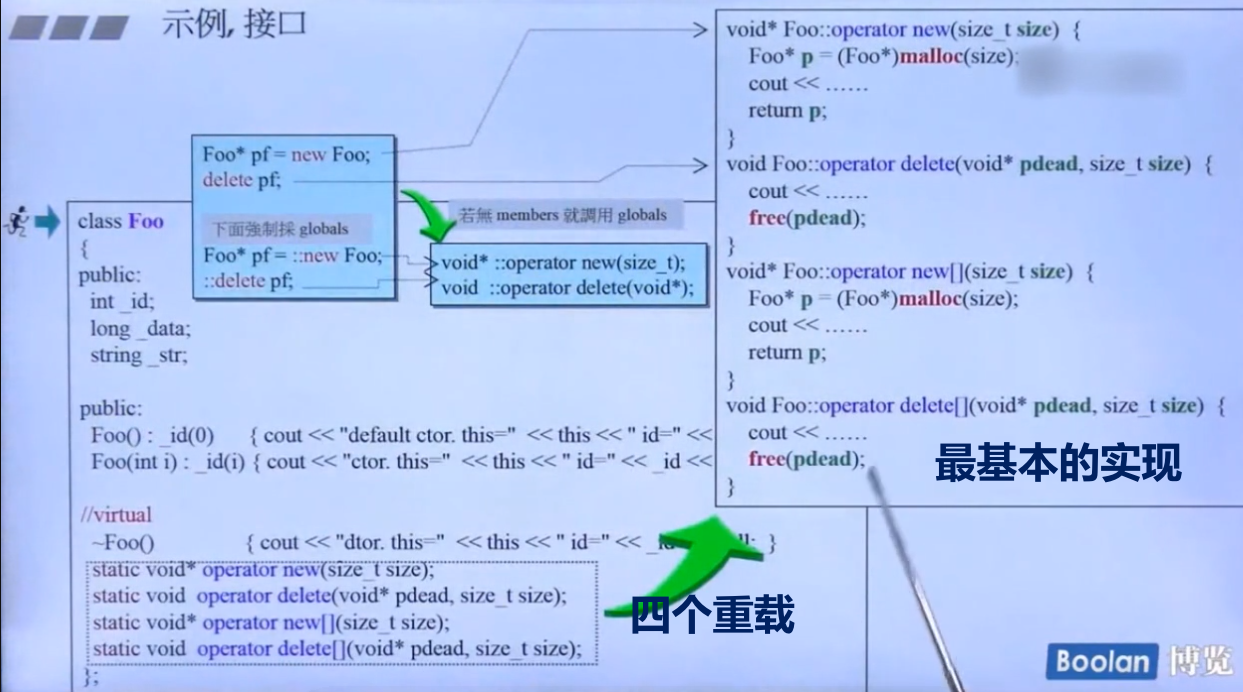 示例, 接口
Foo* pf = new Foo;
delete pf;
下面強制採 globals
Foo* pf = ::new Foo;
::delete pf;
若無 members 就調用 globals
void* ::operator new(size_t);
void ::operator delete(void*);
class Foo
{
public:
int _id;
long _data;
string _str;
public:
Foo() : _id(0) { cout << "default ctor. this=" << this << " id=" <<
Foo(int i) : _id(i) { cout << "ctor. this=" << this << " id=" << _id <<
//virtual
~Foo() { cout << "dtor. this=" << this << " id=" << }
static void* operator new(size_t size);
static void operator delete(void* pdead, size_t size);
static void* operator new[](size_t size);
static void operator delete[](void* pdead, size_t size);
};
四个重载
void* Foo::operator new(size_t size) {
Foo* p = (Foo*)malloc(size);
cout << ......
return p;
}
void Foo::operator delete(void* pdead, size_t size) {
cout << ......
free(pdead);
}
void* Foo::operator new[](size_t size) {
Foo* p = (Foo*)malloc(size);
cout << ......
return p;
}
void Foo::operator delete[](void* pdead, size_t size) {
cout << ......
free(pdead);
}
最基本的实现
Boolan 博览